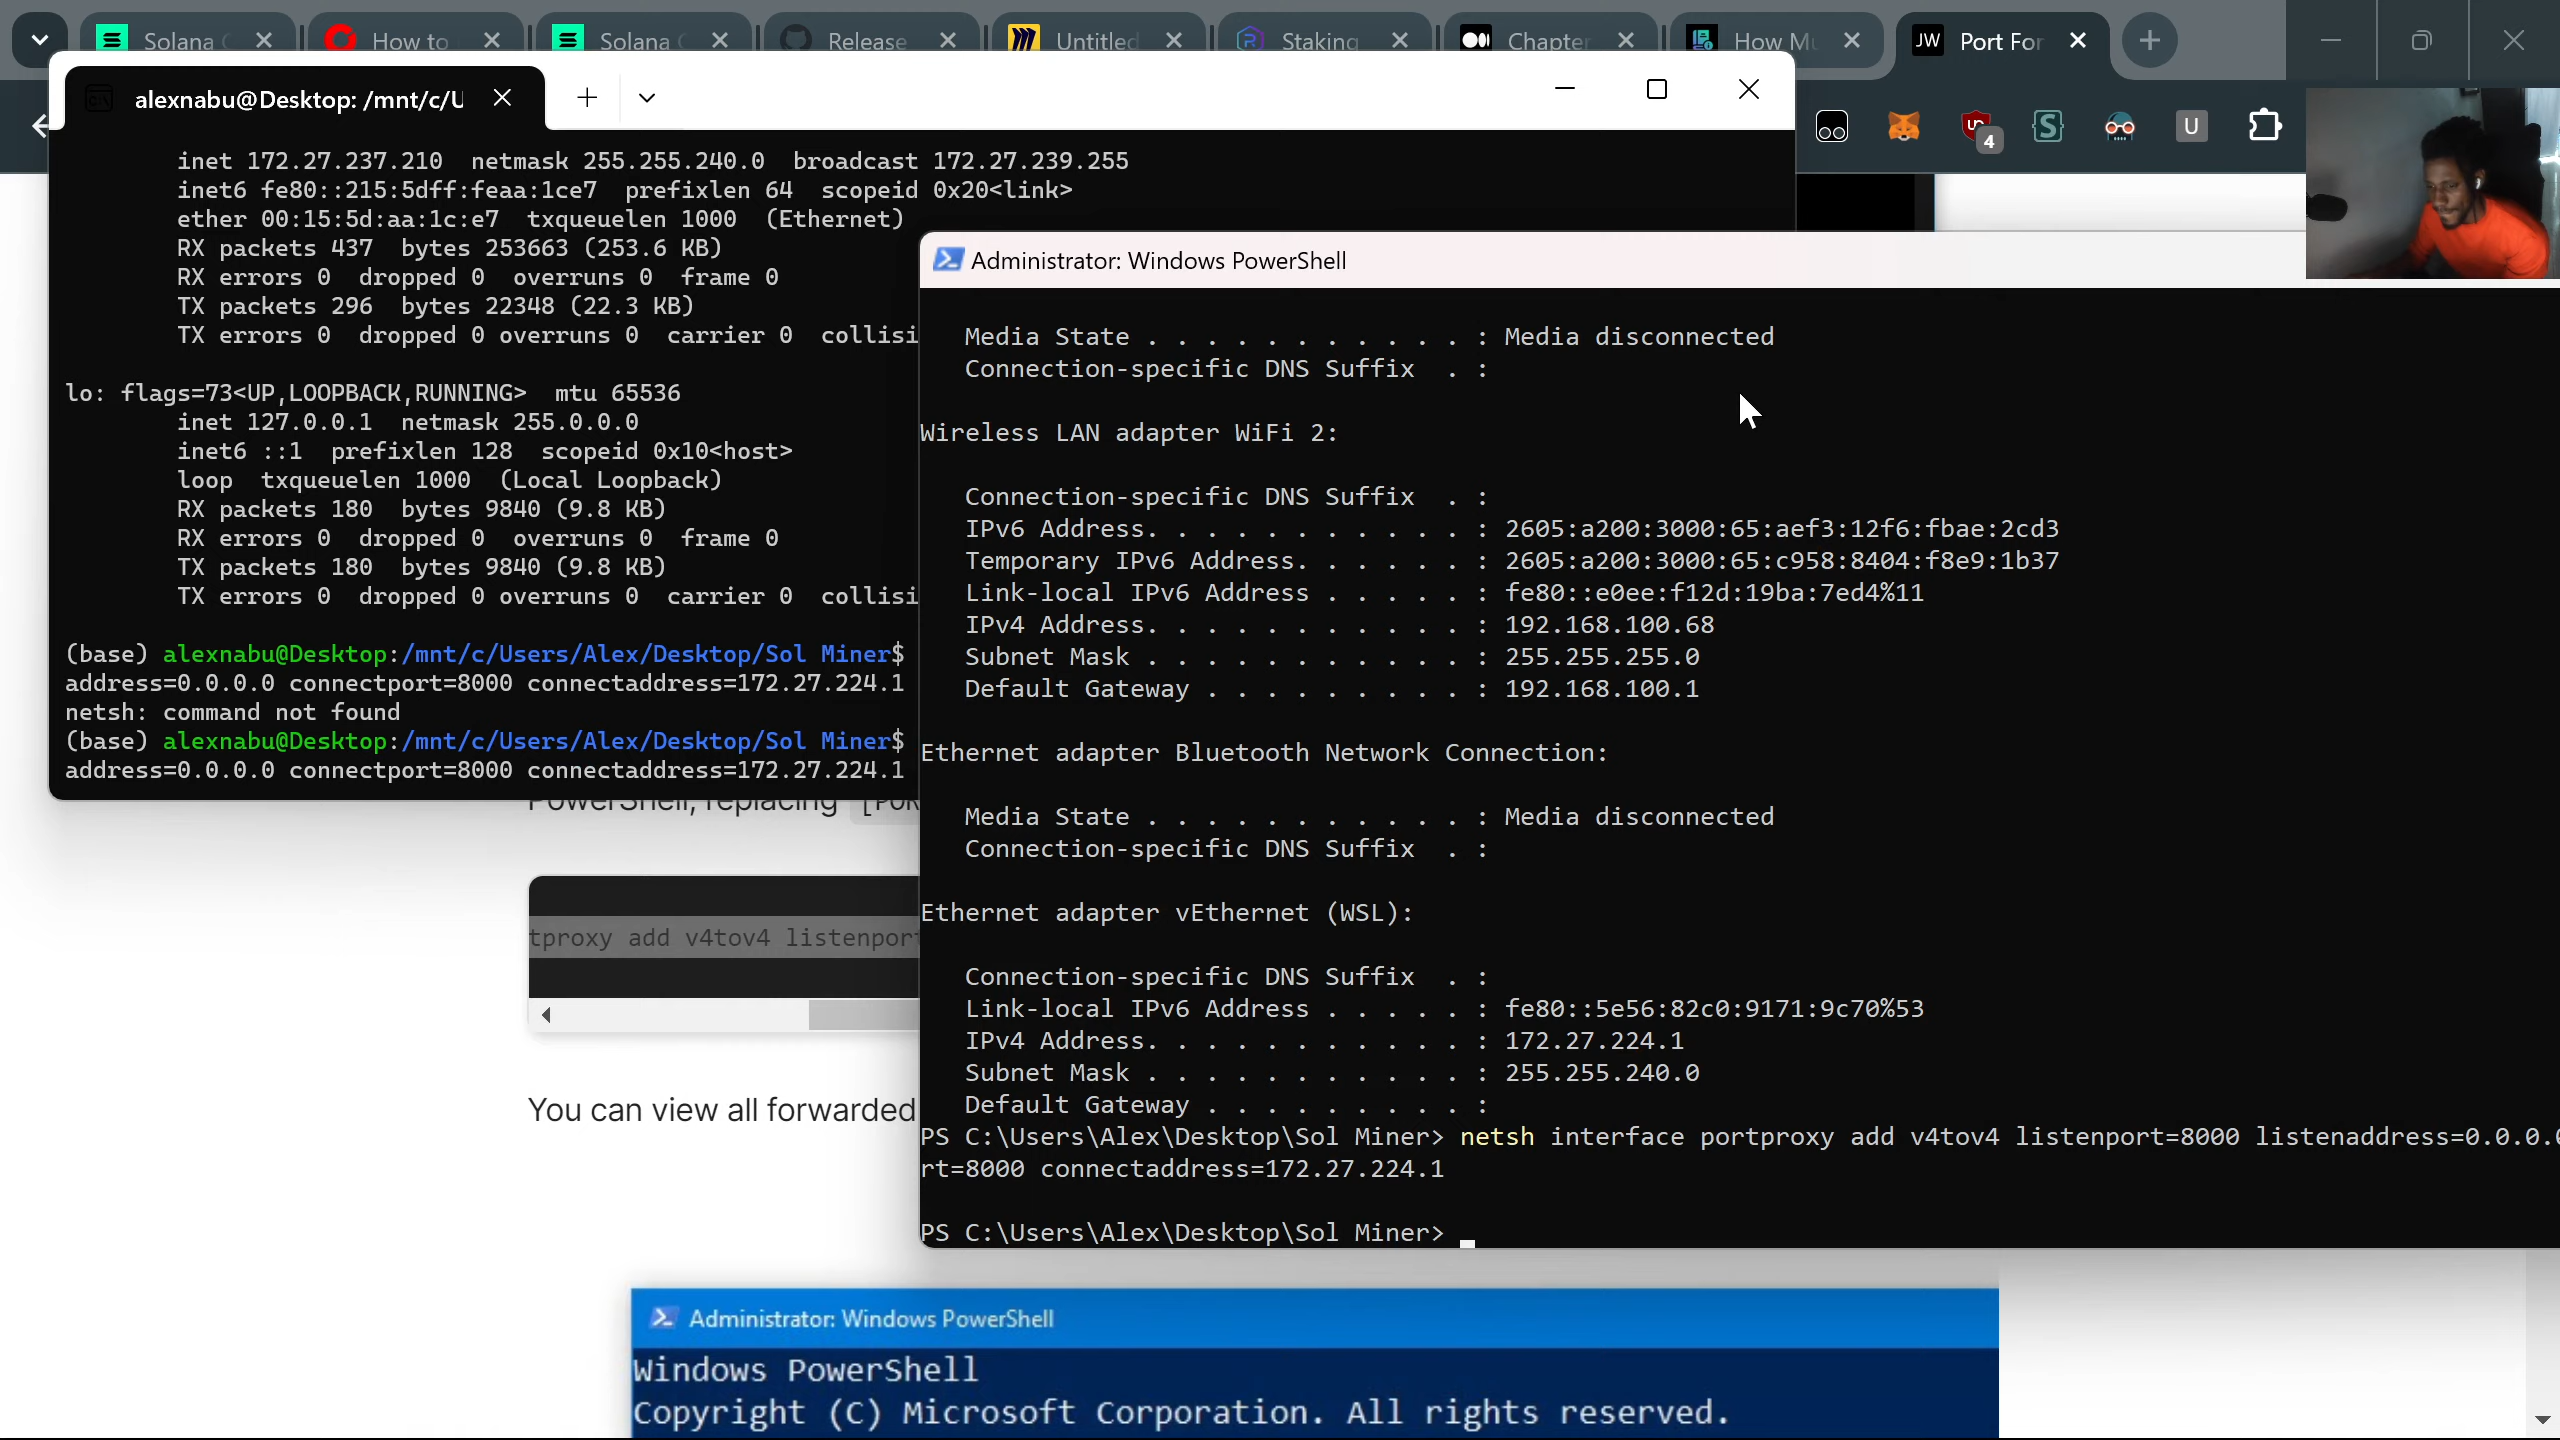 Solana
How to
Solana
Release
Untitled
Staking
Chapter
How Mu
JW
Port For
alexnabu@Desktop: /mnt/c/U
4
S
U
inet 172.27.237.210  netmask 255.255.240.0  broadcast 172.27.239.255
inet6 fe80::215:5dff:feaa:1ce7  prefixlen 64  scopeid 0x20<link>
ether 00:15:5d:aa:1c:e7  txqueuelen 1000  (Ethernet)
RX packets 437  bytes 253663 (253.6 KB)
RX errors 0  dropped 0  overruns 0  frame 0
TX packets 296  bytes 22348 (22.3 KB)
TX errors 0  dropped 0 overruns 0  carrier 0  collisi
lo: flags=73<UP,LOOPBACK,RUNNING>  mtu 65536
inet 127.0.0.1  netmask 255.0.0.0
inet6 ::1  prefixlen 128  scopeid 0x10<host>
loop  txqueuelen 1000  (Local Loopback)
RX packets 180  bytes 9840 (9.8 KB)
RX errors 0  dropped 0  overruns 0  frame 0
TX packets 180  bytes 9840 (9.8 KB)
TX errors 0  dropped 0 overruns 0  carrier 0  collisi
(base) alexnabu@Desktop:/mnt/c/Users/Alex/Desktop/Sol Miner$
address=0.0.0.0 connectport=8000 connectaddress=172.27.224.1
netsh: command not found
(base) alexnabu@Desktop:/mnt/c/Users/Alex/Desktop/Sol Miner$
address=0.0.0.0 connectport=8000 connectaddress=172.27.224.1
PowerShell, replacing [POR
tproxy add v4tov4 listenport
You can view all forwarded
Administrator: Windows PowerShell
Media State . . . . . . . . . . . : Media disconnected
Connection-specific DNS Suffix  . :
Wireless LAN adapter WiFi 2:
Connection-specific DNS Suffix  . :
IPv6 Address. . . . . . . . . . . : 2605:a200:3000:65:aef3:12f6:fbae:2cd3
Temporary IPv6 Address. . . . . . : 2605:a200:3000:65:c958:8404:f8e9:1b37
Link-local IPv6 Address . . . . . : fe80::e0ee:f12d:19ba:7ed4%11
IPv4 Address. . . . . . . . . . . : 192.168.100.68
Subnet Mask . . . . . . . . . . . : 255.255.255.0
Default Gateway . . . . . . . . . : 192.168.100.1
Ethernet adapter Bluetooth Network Connection:
Media State . . . . . . . . . . . : Media disconnected
Connection-specific DNS Suffix  . :
Ethernet adapter vEthernet (WSL):
Connection-specific DNS Suffix  . :
Link-local IPv6 Address . . . . . : fe80::5e56:82c0:9171:9c70%53
IPv4 Address. . . . . . . . . . . : 172.27.224.1
Subnet Mask . . . . . . . . . . . : 255.255.240.0
Default Gateway . . . . . . . . . :
PS C:\Users\Alex\Desktop\Sol Miner> netsh interface portproxy add v4tov4 listenport=8000 listenaddress=0.0.0.0
rt=8000 connectaddress=172.27.224.1
PS C:\Users\Alex\Desktop\Sol Miner>
Administrator: Windows PowerShell
Windows PowerShell
Copyright (C) Microsoft Corporation. All rights reserved.